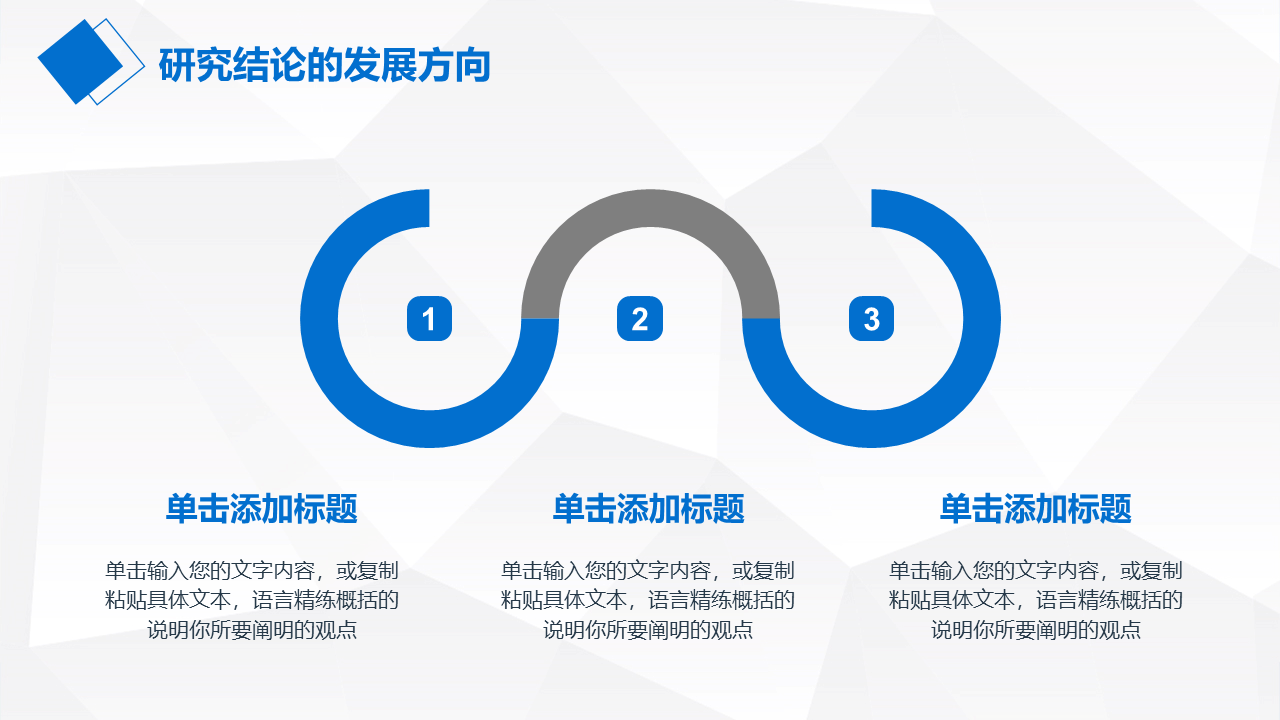 研究结论的发展方向
1
2
3
单击添加标题
单击输入您的文字内容，或复制
粘贴具体文本，语言精练概括的
说明你所要阐明的观点
单击添加标题
单击输入您的文字内容，或复制
粘贴具体文本，语言精练概括的
说明你所要阐明的观点
单击添加标题
单击输入您的文字内容，或复制
粘贴具体文本，语言精练概括的
说明你所要阐明的观点